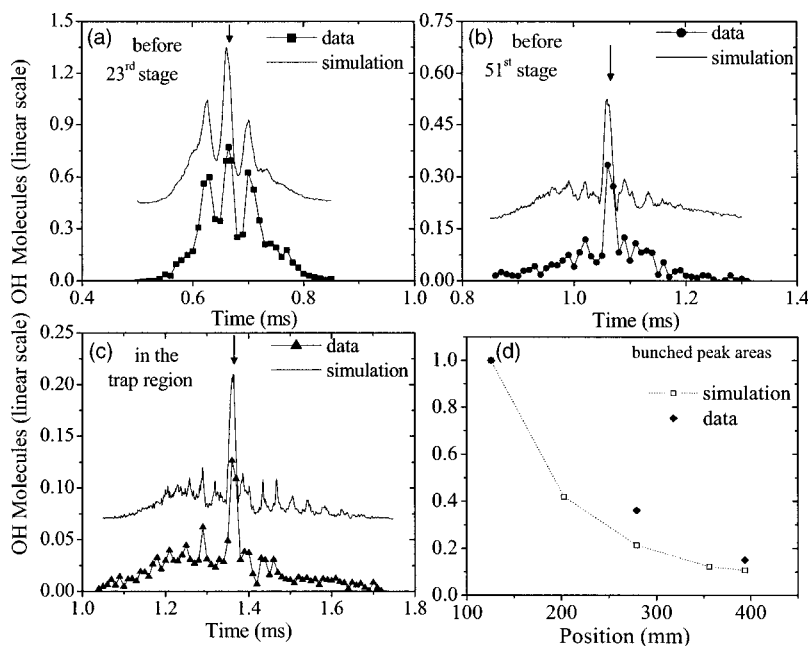 OH Molecules (linear scale)
(a)
before
23rd stage
data
simulation
1.5
1.2
0.9
0.6
0.3
0.0
0.4
0.6
0.8
1.0
Time (ms)
(b)
before
51st stage
data
simulation
0.75
0.60
0.45
0.30
0.15
0.00
0.8
1.0
1.2
1.4
Time (ms)
OH Molecules (linear scale)
(c)
in the
trap region
data
simulation
0.25
0.20
0.15
0.10
0.05
0.00
1.0
1.2
1.4
1.6
1.8
Time (ms)
(d)
bunched peak areas
simulation
data
1.0
0.8
0.6
0.4
0.2
0.0
100
200
300
400
Position (mm)